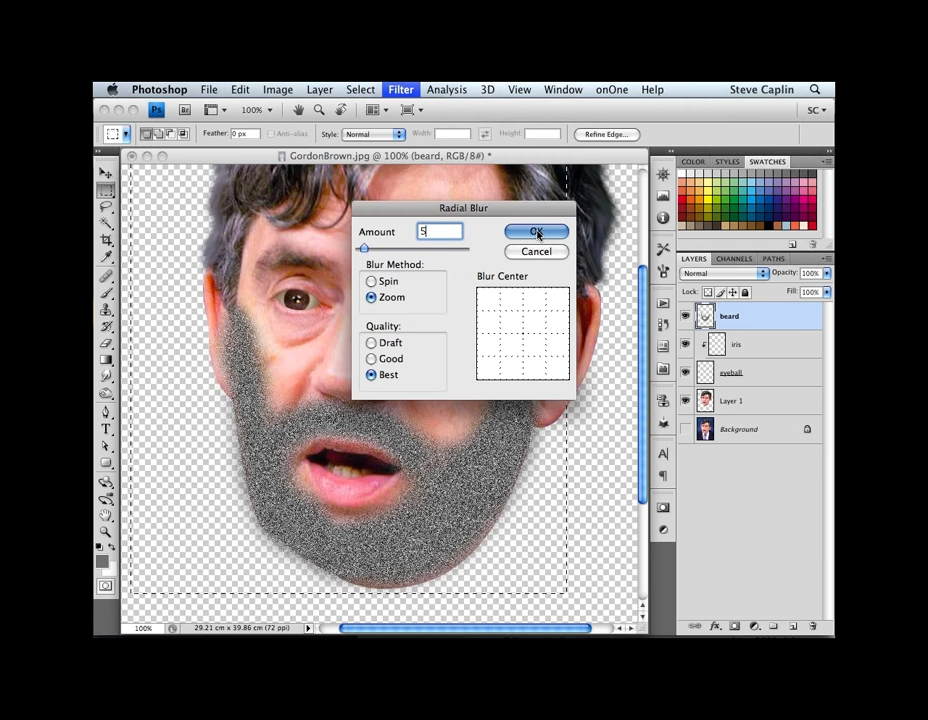 Photoshop File Edit Image Layer Select Filter Analysis 3D View Window onOne Help Steve Caplin
Ps Br 100% SC
Feather: 0 px Anti-alias Style: Normal Width: Height: Refine Edge...
GordonBrown.jpg @ 100% (beard, RGB/8#) *
COLOR STYLES SWATCHES
Radial Blur
Amount 5 OK
Cancel
Blur Method:
Spin
Zoom
Blur Center
Quality:
Draft
Good
Best
LAYERS CHANNELS PATHS
Normal Opacity: 100%
Lock: Fill: 100%
beard
iris
eyeball
Layer 1
Background
100% 29.21 cm x 39.86 cm (72 ppi)